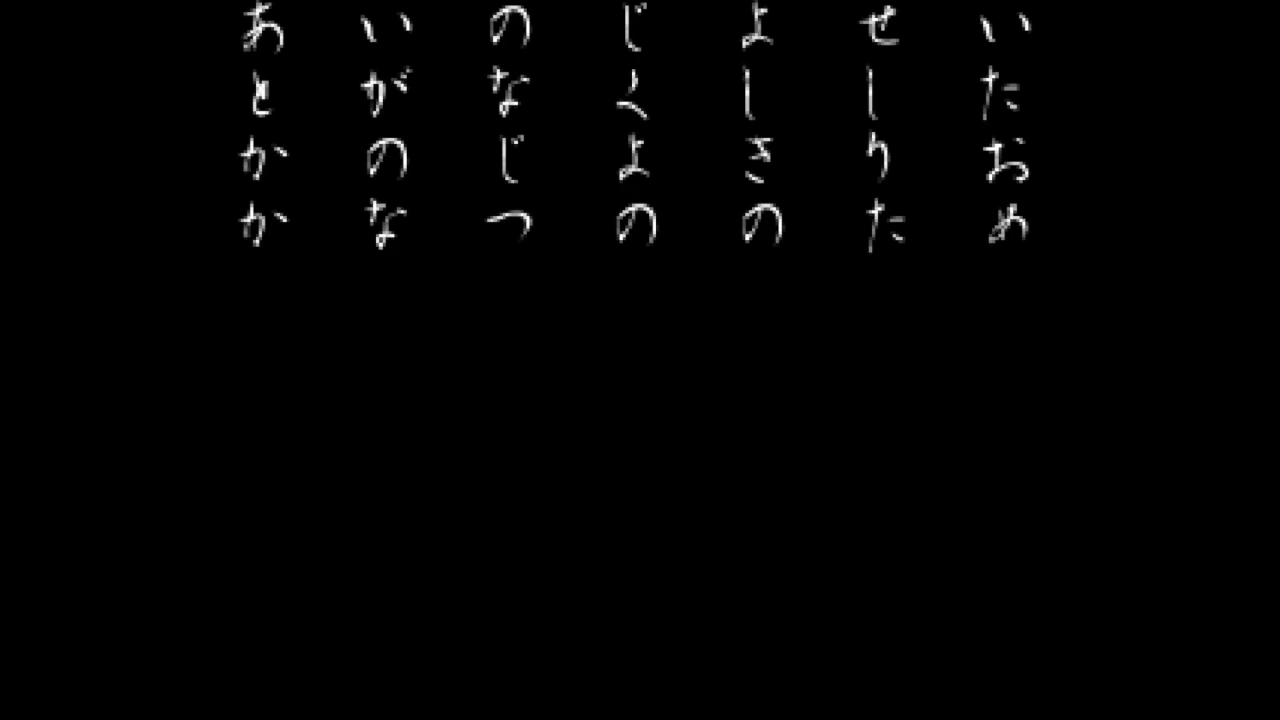 いたおめ
せしりた
よしさの
じくよの
のなじつ
いがのな
あとかか